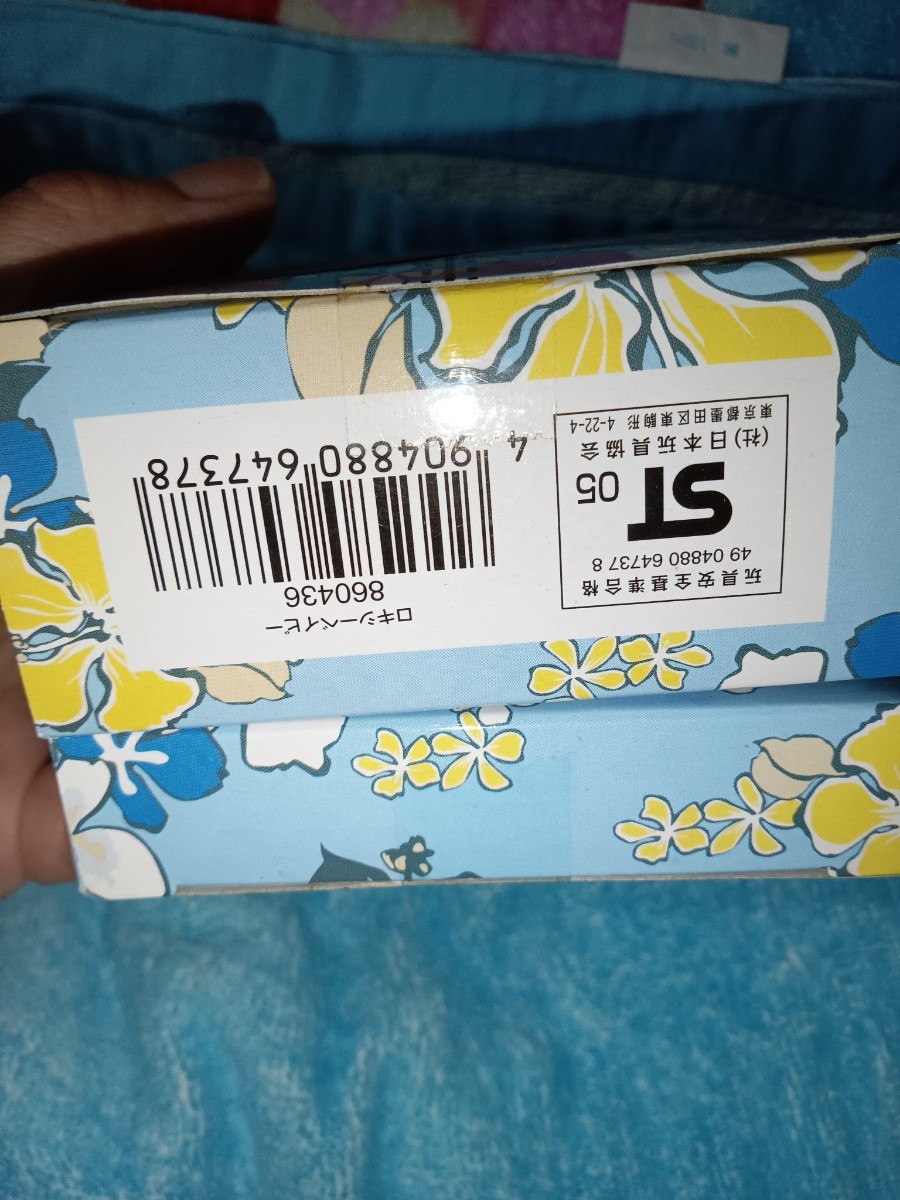 ロキシーベイビー
860436
4 904880 647378
玩具安全基準合格
49 04880 64737 8
ST 05
(社)日本玩具協会
東京都墨田区東駒形 4-22-4